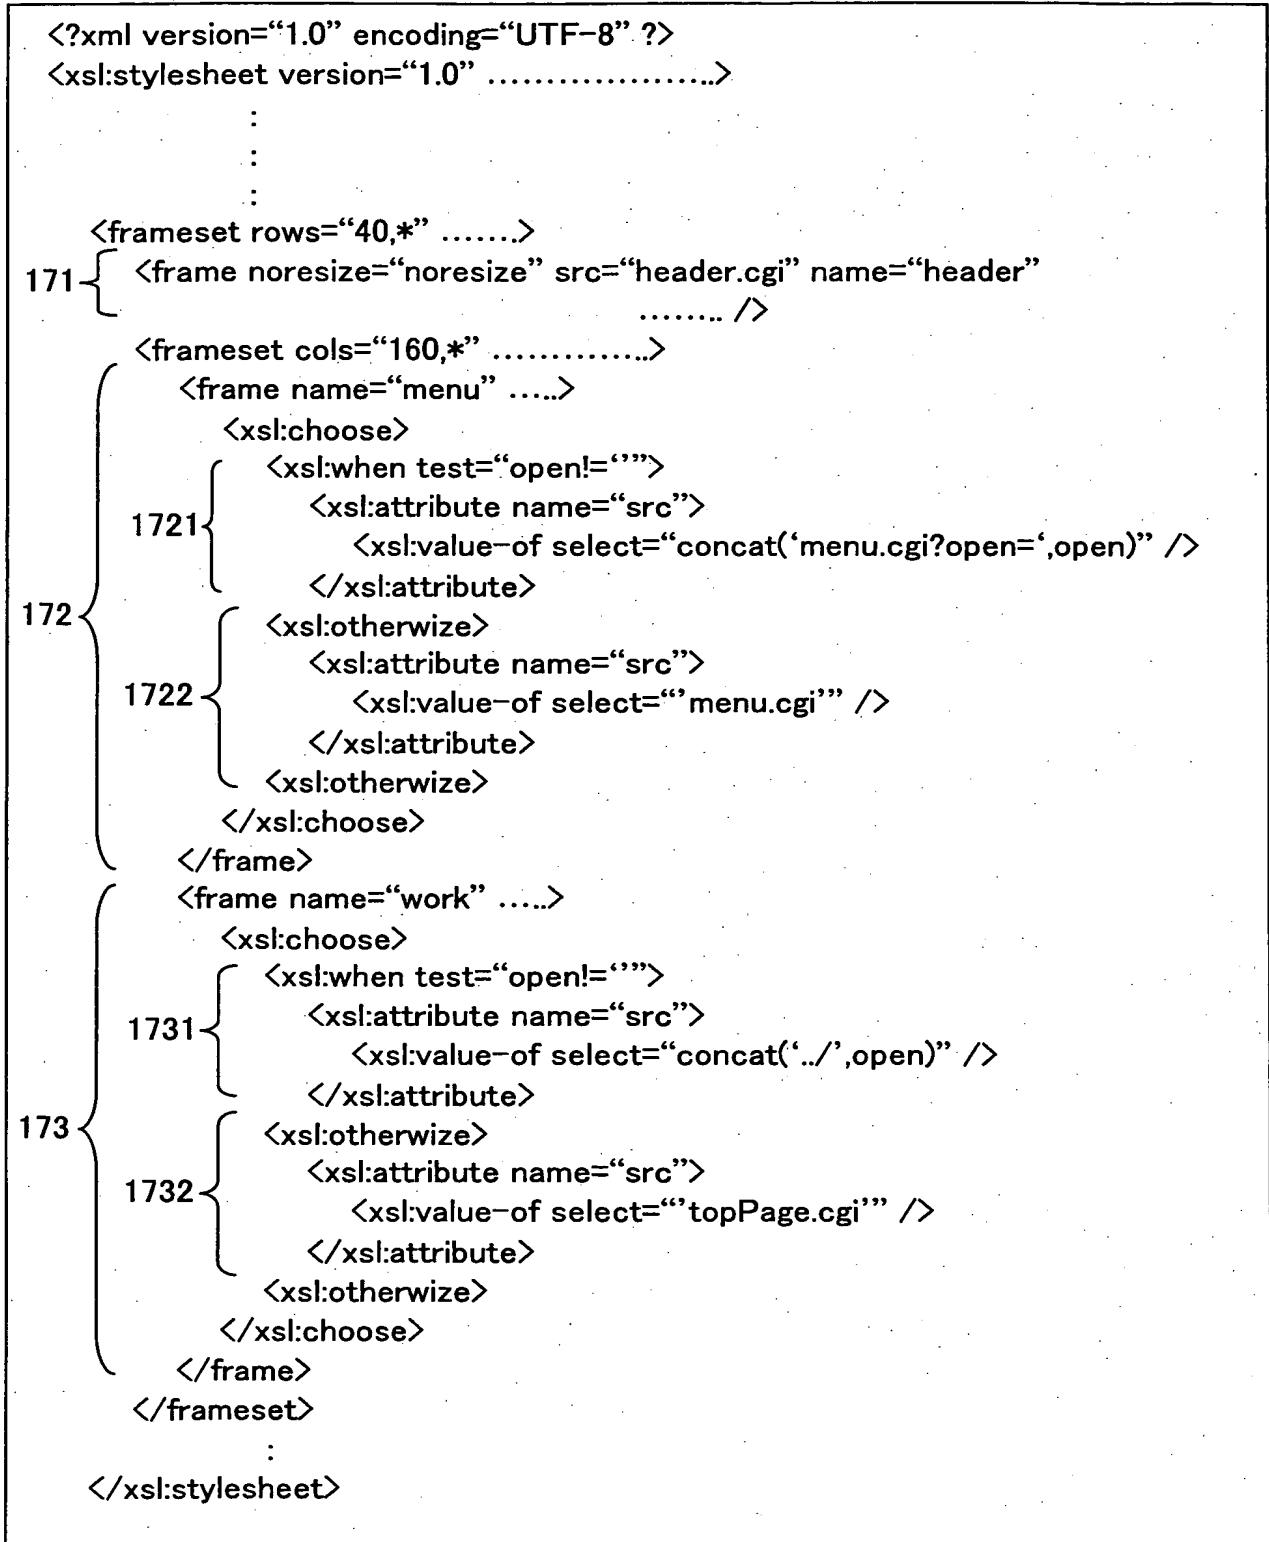 <?xml version=“1.0” encoding=“UTF-8” ?>
<xsl:stylesheet version=“1.0” .....................>
:
:
:
<frameset rows=“40,*” .......>
171 <frame noresize=“noresize” src=“header.cgi” name=“header”
........ />
<frameset cols=“160,*” ..............>
<frame name=“menu” .....>
<xsl:choose>
<xsl:when test=“open!=‘’”>
1721 <xsl:attribute name=“src”>
<xsl:value-of select=“concat(‘menu.cgi?open=‘,open)” />
</xsl:attribute>
172 <xsl:otherwize>
<xsl:attribute name=“src”>
1722 <xsl:value-of select=“’menu.cgi’” />
</xsl:attribute>
<xsl:otherwize>
</xsl:choose>
</frame>
<frame name=“work” .....>
<xsl:choose>
<xsl:when test=“open!=‘’”>
1731 <xsl:attribute name=“src”>
<xsl:value-of select=“concat(‘../’,open)” />
</xsl:attribute>
173 <xsl:otherwize>
<xsl:attribute name=“src”>
1732 <xsl:value-of select=“’topPage.cgi’” />
</xsl:attribute>
<xsl:otherwize>
</xsl:choose>
</frame>
</frameset>
:
</xsl:stylesheet>